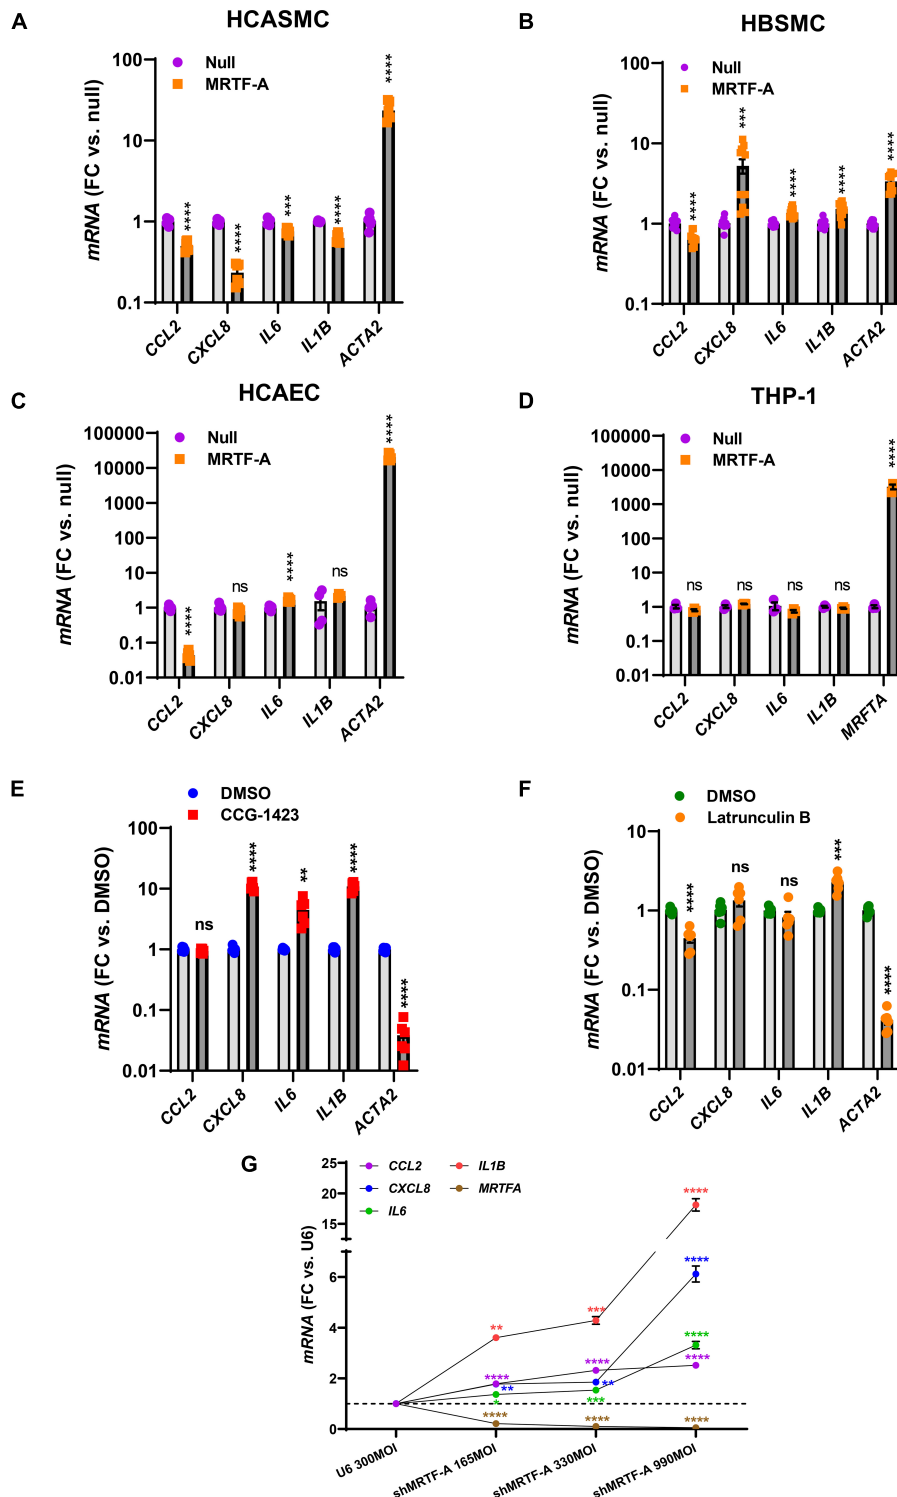 A
HCASMC
Null
MRTF-A
mRNA (FC vs. null)
100
10
1
0.1
****
****
***
****
****
CCL2
CXCL8
IL6
IL1B
ACTA2
B
HBSMC
Null
MRTF-A
mRNA (FC vs. null)
100
10
1
0.1
****
***
****
****
****
CCL2
CXCL8
IL6
IL1B
ACTA2
C
HCAEC
Null
MRTF-A
mRNA (FC vs. null)
100000
10000
1000
100
10
1
0.1
0.01
****
ns
****
ns
****
CCL2
CXCL8
IL6
IL1B
ACTA2
D
THP-1
Null
MRTF-A
mRNA (FC vs. null)
100000
10000
1000
100
10
1
0.1
0.01
ns
ns
ns
ns
****
CCL2
CXCL8
IL6
IL1B
MRFTA
E
DMSO
CCG-1423
mRNA (FC vs. DMSO)
100
10
1
0.1
0.01
ns
****
**
****
****
CCL2
CXCL8
IL6
IL1B
ACTA2
F
DMSO
Latrunculin B
mRNA (FC vs. DMSO)
10
1
0.1
0.01
****
ns
ns
***
****
CCL2
CXCL8
IL6
IL1B
ACTA2
G
CCL2
IL1B
CXCL8
MRTFA
IL6
mRNA (FC vs. U6)
25
20
15
6
4
2
0
**
****
**
*
****
***
****
**
***
****
****
****
****
****
****
U6 300MOI
shMRTF-A 165MOI
shMRTF-A 330MOI
shMRTF-A 990MOI